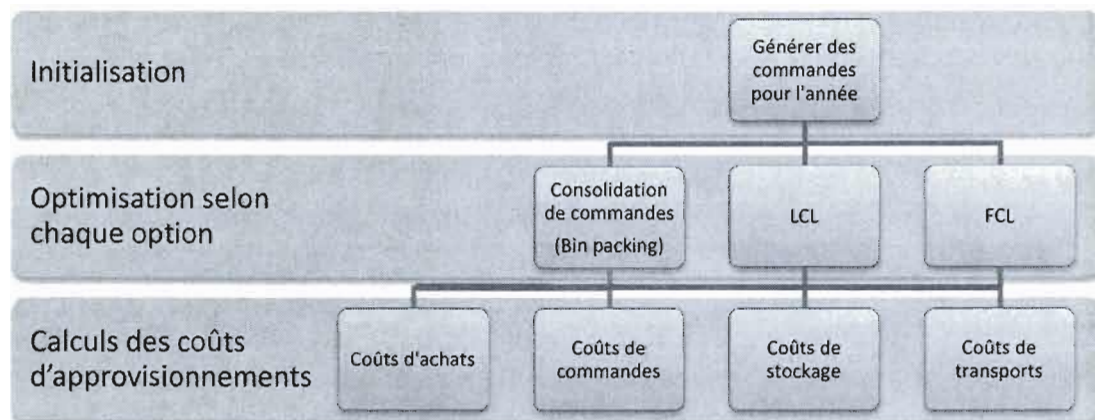 Initialisation
Générer des
commandes
pour l'année
Optimisation selon
chaque option
Consolidation
de commandes
(Bin packing)
LCL
FCL
Calculs des coûts
d'approvisionnements
Coûts d'achats
Coûts de
commandes
Coûts de
stockage
Coûts de
transports